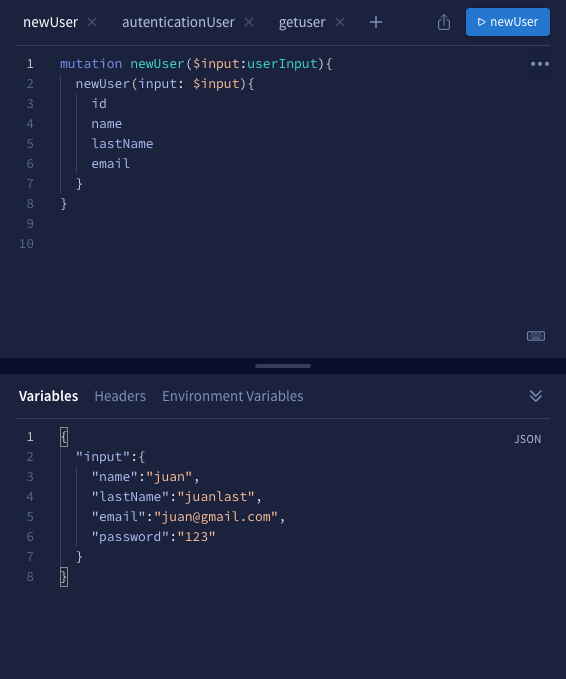 newUser autenticationUser getuser newUser
1 mutation newUser($input:userInput){
2 newUser(input: $input){
3 id
4 name
5 lastName
6 email
7 }
8 }
9
10
Variables Headers Environment Variables
JSON
1 {
2 "input":{
3 "name":"juan",
4 "lastName":"juanlast",
5 "email":"juan@gmail.com",
6 "password":"123"
7 }
8 }